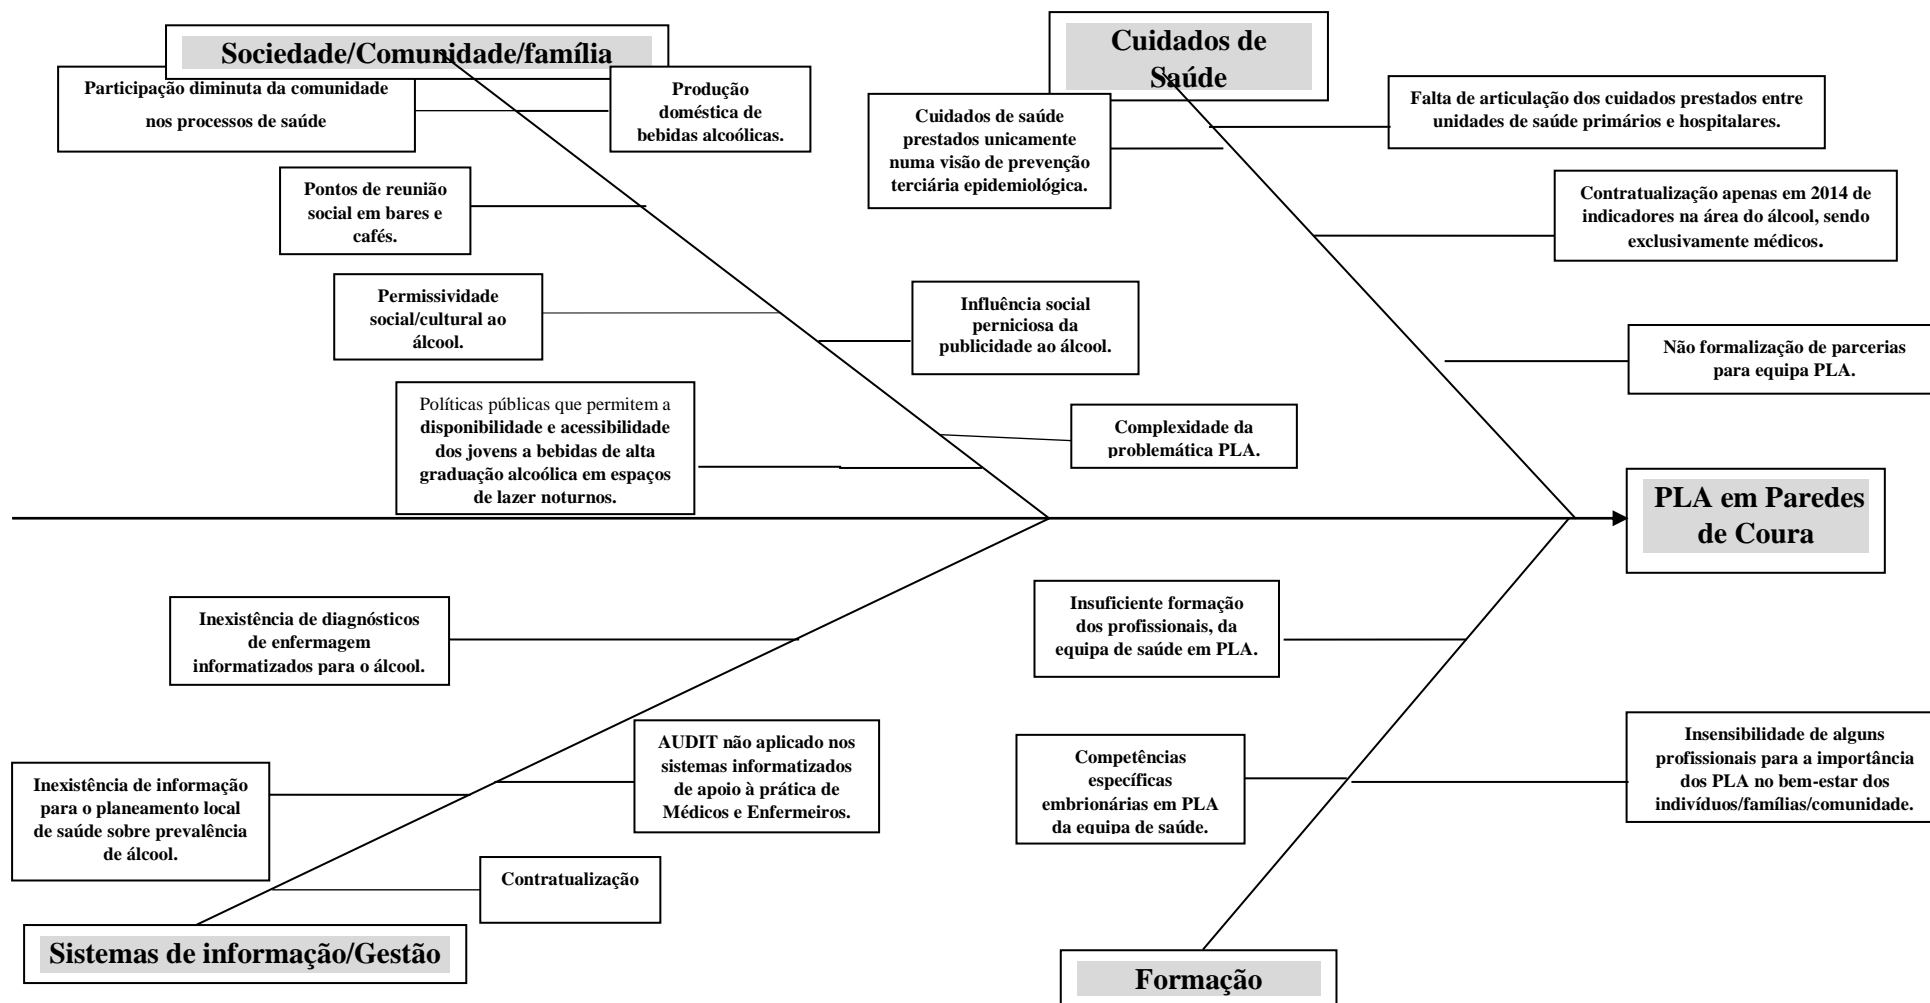 Sociedade/Comunidade/família
Participação diminuta da comunidade
nos processos de saúde
Produção
doméstica de
bebidas alcoólicas.
Pontos de reunião
social em bares e
cafés.
Permissividade
social/cultural ao
álcool.
Influência social
perniciosa da
publicidade ao álcool.
Políticas públicas que permitem a
disponibilidade e acessibilidade
dos jovens a bebidas de alta
graduação alcoólica em espaços
de lazer noturnos.
Complexidade da
problemática PLA.
Cuidados de
Saúde
Cuidados de saúde
prestados unicamente
numa visão de prevenção
terciária epidemiológica.
Falta de articulação dos cuidados prestados entre
unidades de saúde primários e hospitalares.
Contratualização apenas em 2014 de
indicadores na área do álcool, sendo
exclusivamente médicos.
Não formalização de parcerias
para equipa PLA.
PLA em Paredes
de Coura
Inexistência de diagnósticos
de enfermagem
informatizados para o álcool.
AUDIT não aplicado nos
sistemas informatizados
de apoio à prática de
Médicos e Enfermeiros.
Inexistência de informação
para o planeamento local
de saúde sobre prevalência
de álcool.
Contratualização
Sistemas de informação/Gestão
Insuficiente formação
dos profissionais, da
equipa de saúde em PLA.
Competências
específicas
embrionárias em PLA
da equipa de saúde.
Insensibilidade de alguns
profissionais para a importância
dos PLA no bem-estar dos
indivíduos/famílias/comunidade.
Formação